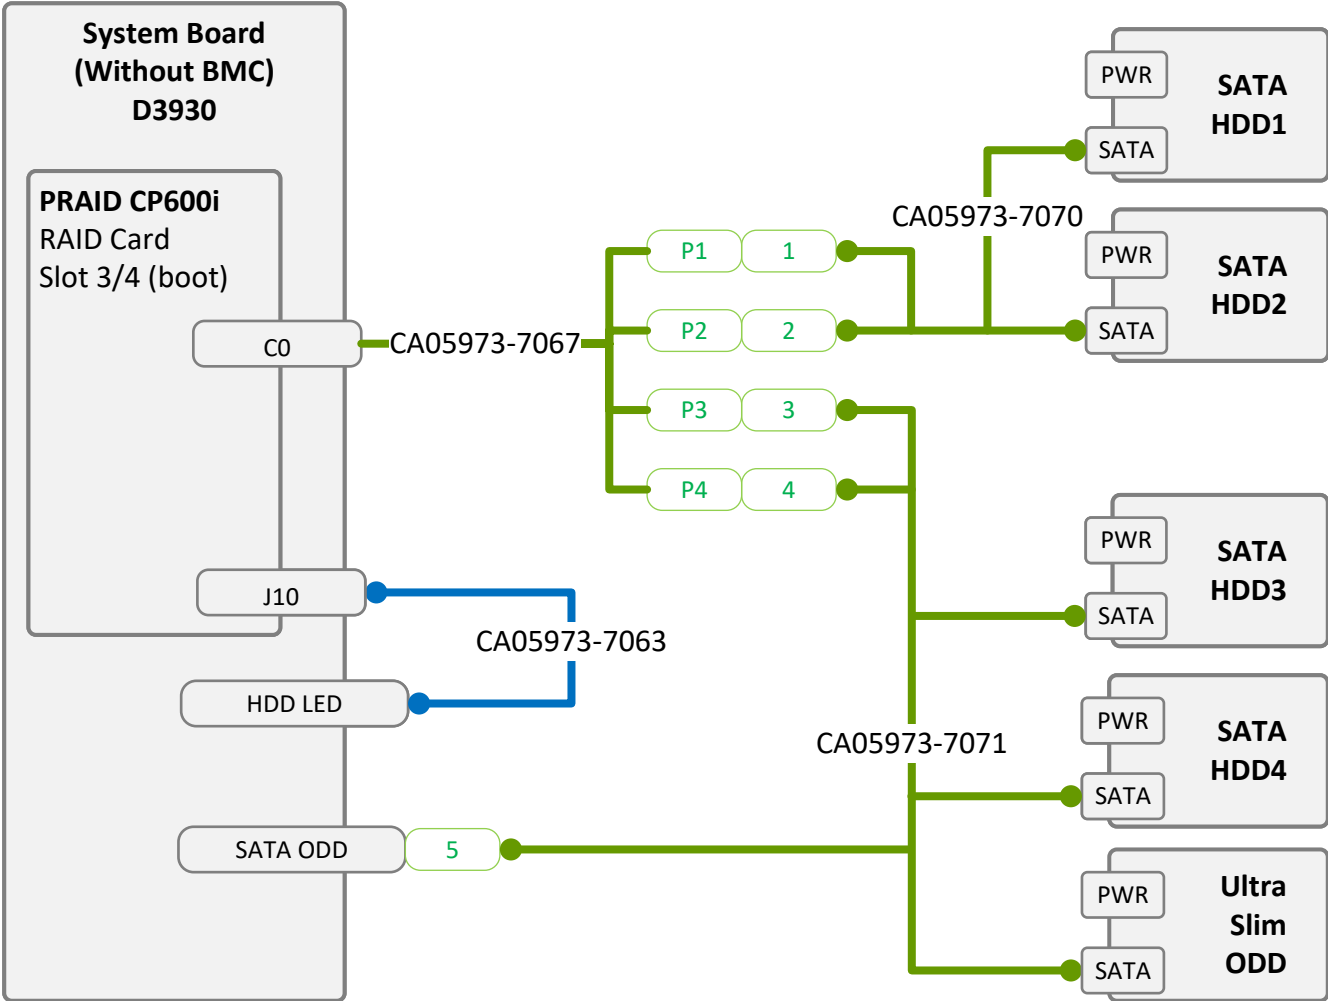 System Board
(Without BMC)
D3930
PRAID CP600i
RAID Card
Slot 3/4 (boot)
C0
CA05973-7067
P1 1
P2 2
P3 3
P4 4
J10
CA05973-7063
HDD LED
SATA ODD 5
CA05973-7070
CA05973-7071
PWR
SATA
SATA
HDD1
PWR
SATA
SATA
HDD2
PWR
SATA
SATA
HDD3
PWR
SATA
SATA
HDD4
PWR
SATA
Ultra
Slim
ODD